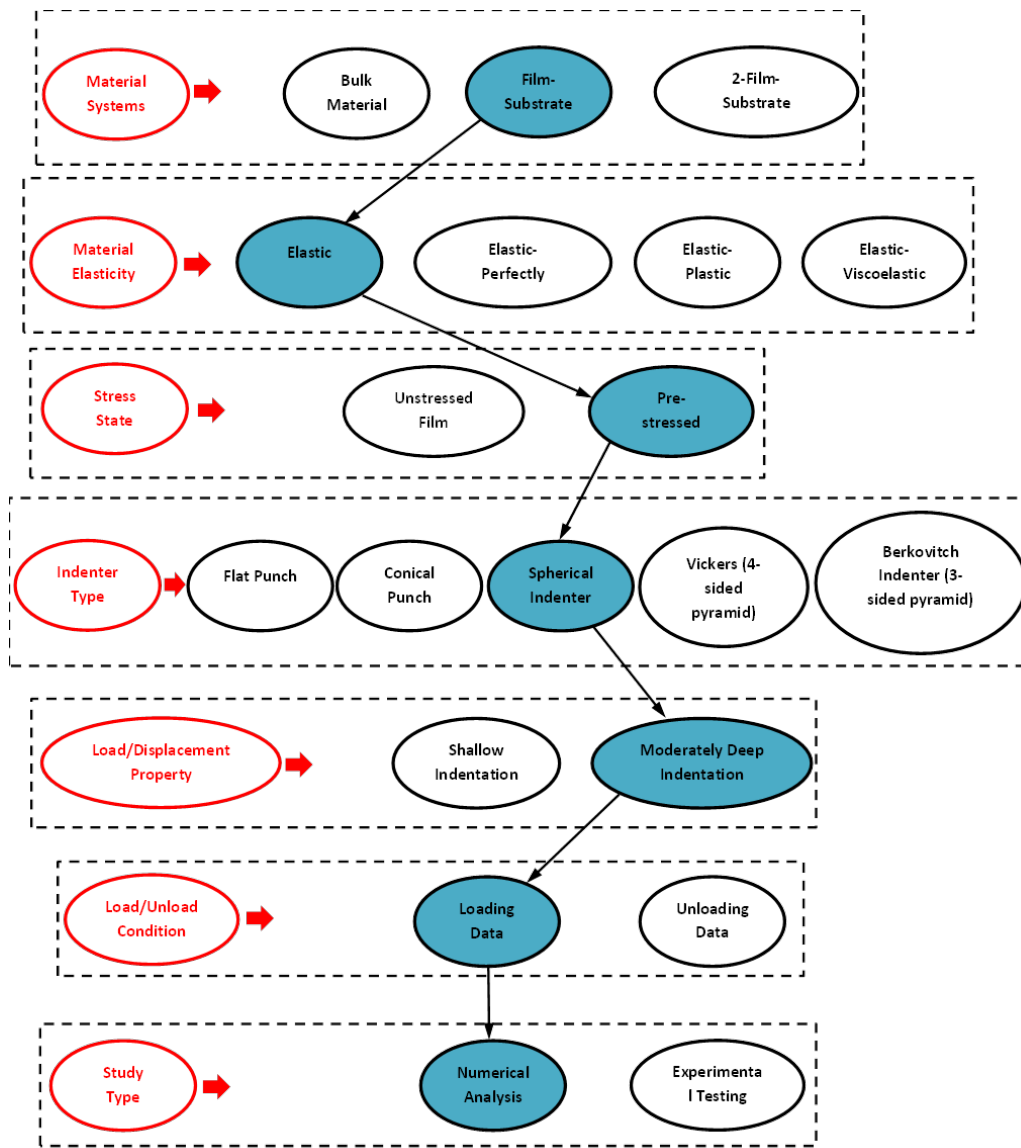 Material
Systems
Bulk
Material
Film-
Substrate
2-Film-
Substrate
Material
Elasticity
Elastic
Elastic-
Perfectly
Elastic-
Plastic
Elastic-
Viscoelastic
Stress
State
Unstressed
Film
Pre-
stressed
Indenter
Type
Flat Punch
Conical
Punch
Spherical
Indenter
Vickers (4-
sided
pyramid)
Berkovitch
Indenter (3-
sided pyramid)
Load/Displacement
Property
Shallow
Indentation
Moderately Deep
Indentation
Load/Unload
Condition
Loading
Data
Unloading
Data
Study
Type
Numerical
Analysis
Experimenta
l Testing